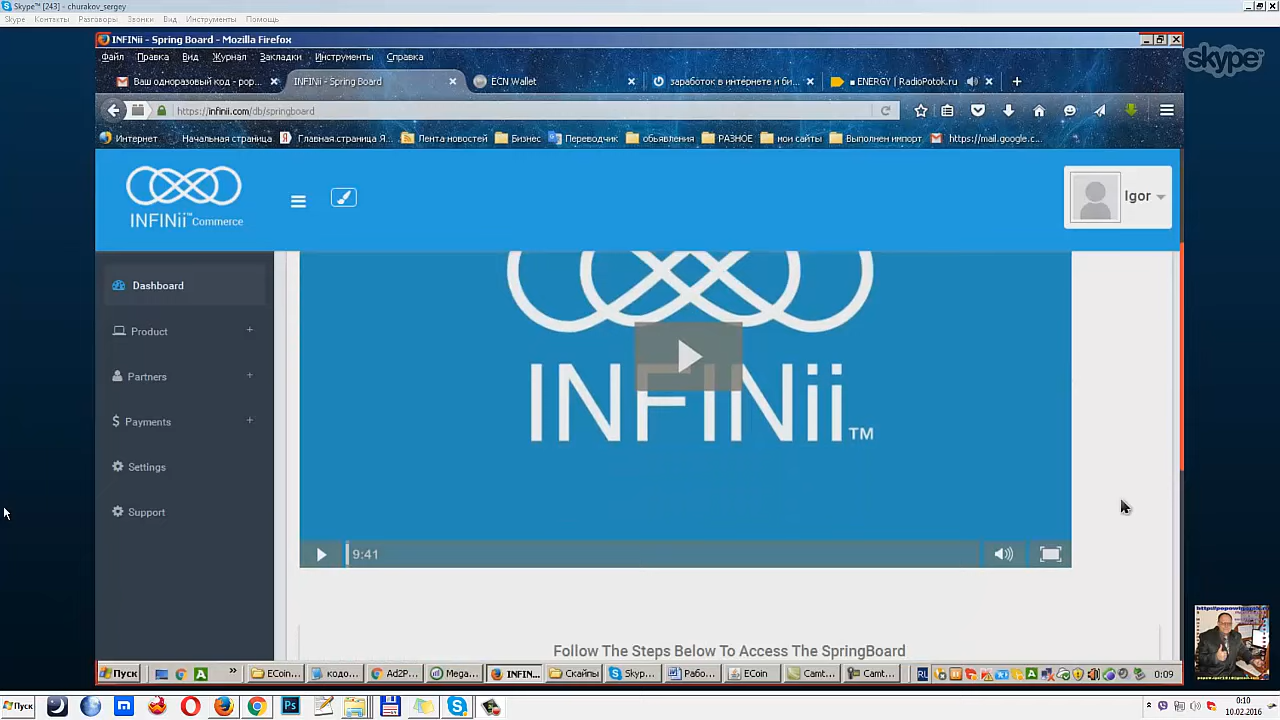 Skype™ [243] - churakov_sergey
Skype Контакты Разговоры Звонки Вид Инструменты Помощь
skype
INFINii - Spring Board - Mozilla Firefox
Файл Правка Вид Журнал Закладки Инструменты Справка
Ваш одноразовый код - pop... INFINii - Spring Board ECN Wallet заработок в интернете и би... ENERGY | RadioPotok.ru
https://infinii.com/db/springboard
Интернет Начальная страница Главная страница Я... Лента новостей Бизнес Переводчик обьявления РАЗНОЕ мои сайты Выполнен импорт https://mail.google.c...
INFINii™ Commerce
Igor
Dashboard
Product +
Partners +
Payments +
Settings
Support
INFINii™
9:41
Follow The Steps Below To Access The SpringBoard
Пуск ECoin... кодо... Ad2P... Mega... INFIN... Скайпы Skyp... Рабо... ECoin Camt... Camt... RL 0:09
Пуск 0:10
10.02.2016